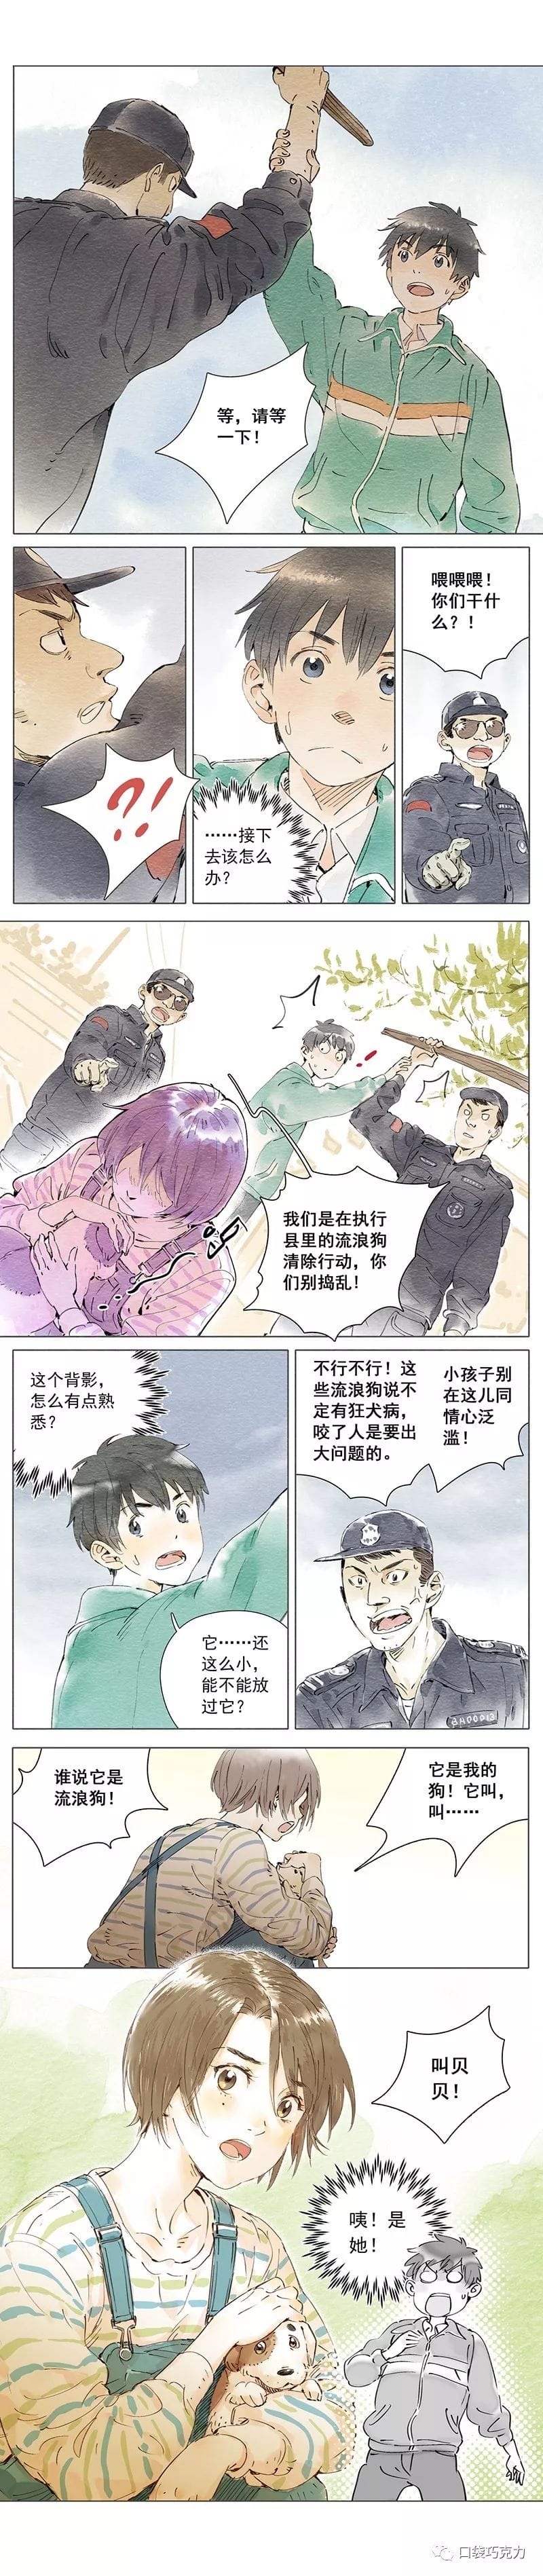 等，请等
一下！
?!
……接下
去该怎么
办？
喂喂喂！
你们干什
么？！
我们是在执行
县里的流浪狗
清除行动，你
们别捣乱！
这个背影，
怎么有点熟
悉？
它……还
这么小，
能不能放
过它？
不行不行！这
些流浪狗说不
定有狂犬病，
咬了人是要出
大问题的。
小孩子别
在这儿同
情心泛
滥！
谁说它是
流浪狗！
它是我的
狗！它叫，
叫……
叫贝
贝！
咦！是
她！
口袋巧克力